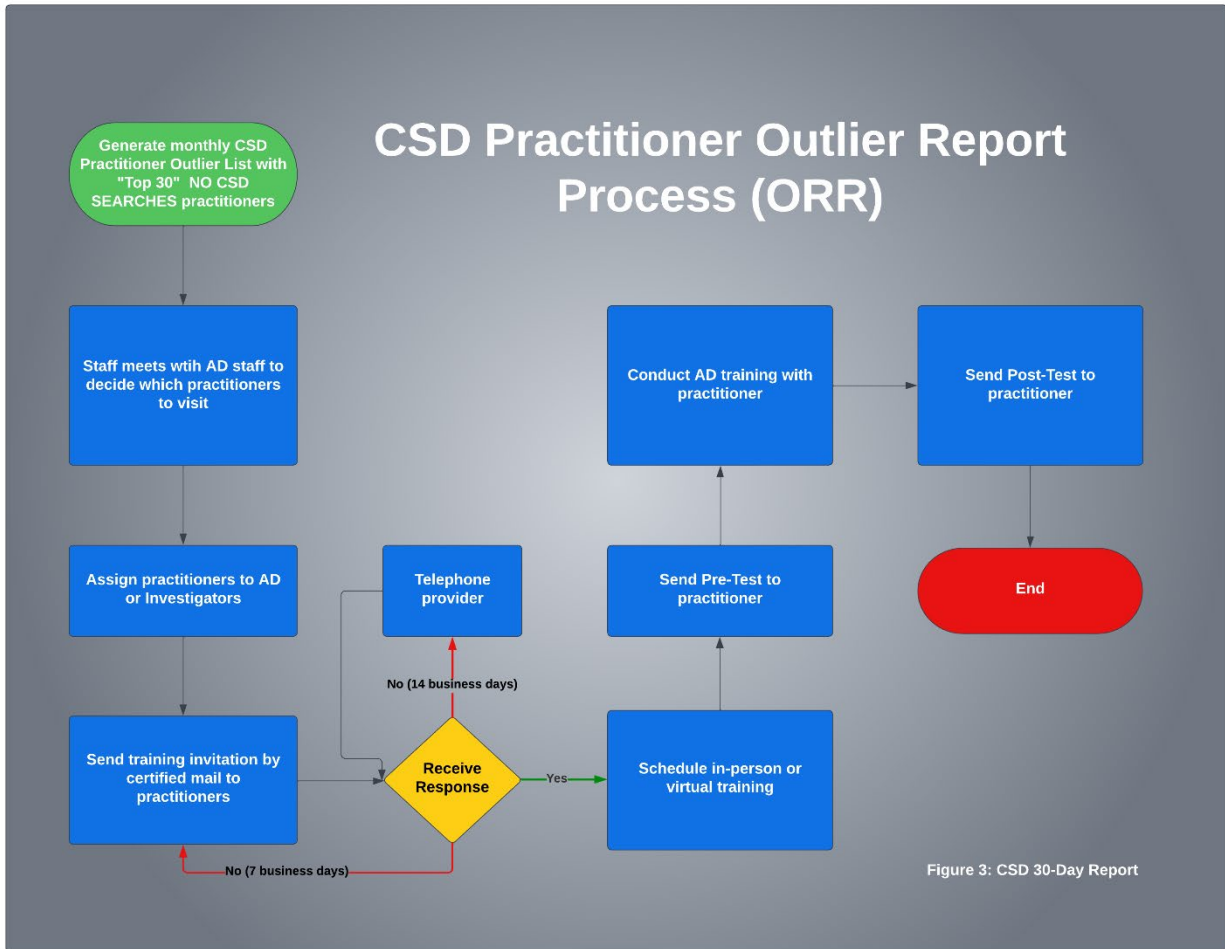 CSD Practitioner Outlier Report
Process (ORR)
Generate monthly CSD
Practitioner Outlier List with
"Top 30"  NO CSD
SEARCHES practitioners
Staff meets wtih AD staff to
decide which practitioners
to visit
Assign practitioners to AD
or Investigators
Send training invitation by
certified mail to
practitioners
No (7 business days)
Receive
Response
No (14 business days)
Telephone
provider
Yes
Schedule in-person or
virtual training
Send Pre-Test to
practitioner
Conduct AD training with
practitioner
Send Post-Test to
practitioner
End
Figure 3: CSD 30-Day Report